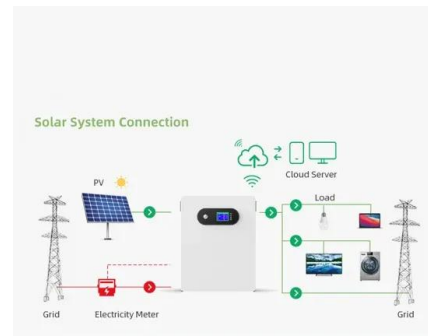 Solar System Connection
Cloud Server
PV
Load
Grid
Electricity Meter
Grid